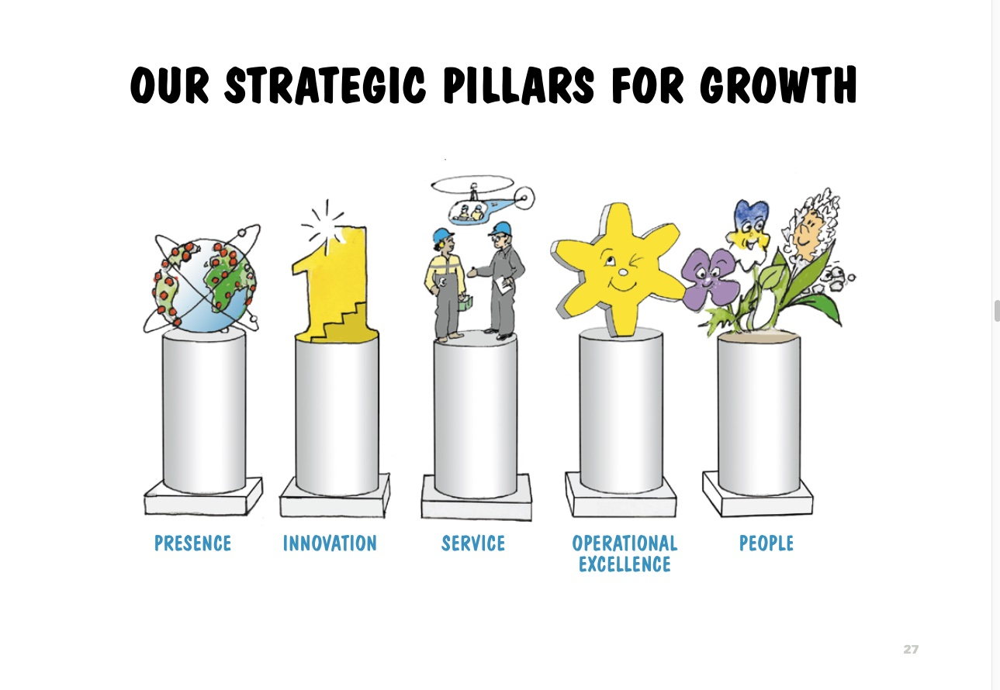 OUR STRATEGIC PILLARS FOR GROWTH
PRESENCE
INNOVATION
SERVICE
OPERATIONAL
EXCELLENCE
PEOPLE
27